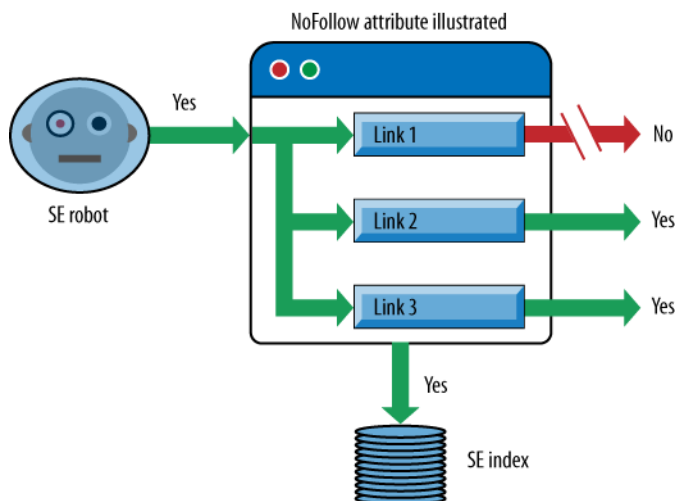 NoFollow attribute illustrated
Yes
Link 1
No
SE robot
Link 2
Yes
Link 3
Yes
Yes
SE index